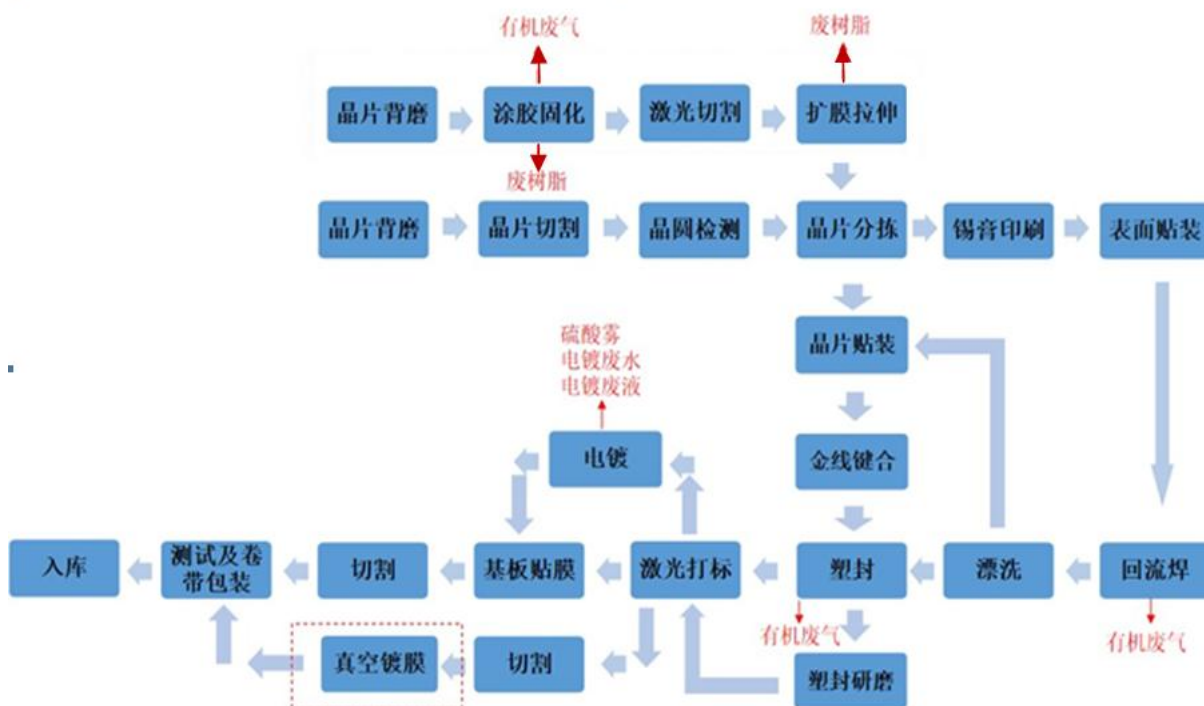 有机废气
废树脂
晶片背磨
涂胶固化
激光切割
扩膜拉伸
废树脂
晶片背磨
晶片切割
晶圆检测
晶片分拣
锡膏印刷
表面贴装
硫酸雾
电镀废水
电镀废液
晶片贴装
电镀
金线键合
入库
测试及卷
带包装
切割
基板贴膜
激光打标
塑封
漂洗
回流焊
有机废气
有机废气
真空镀膜
切割
塑封研磨